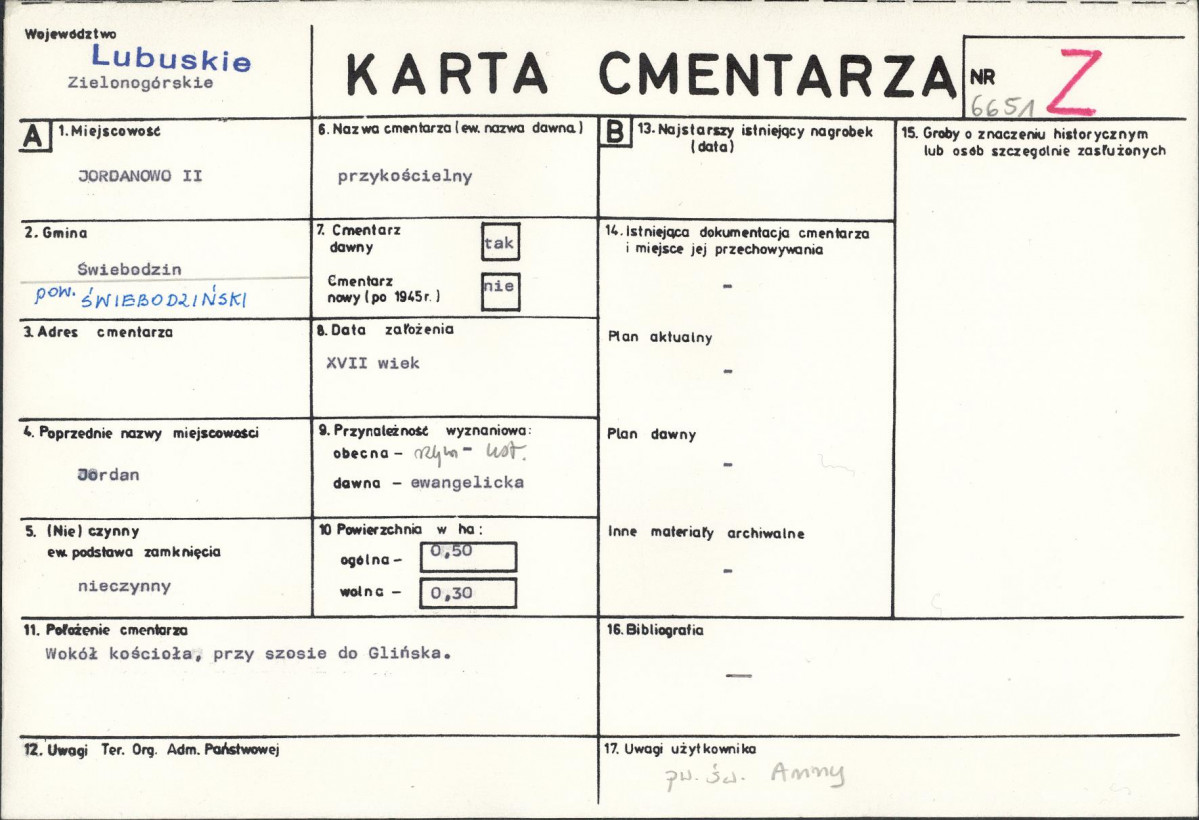 Województwo
Lubuskie
Zielonogórskie
KARTA CMENTARZA
NR
6651
Z
A
1. Miejscowość
JORDANOWO II
2. Gmina
Świebodzin
pow. ŚWIEBODZIŃSKI
3. Adres cmentarza
4. Poprzednie nazwy miejscowości
Jordan
5. (Nie) czynny
ew. podstawa zamknięcia
nieczynny
6. Nazwa cmentarza (ew. nazwa dawna)
przykościelny
7. Cmentarz
dawny
tak
Cmentarz
nowy (po 1945 r.)
nie
8. Data założenia
XVII wiek
9. Przynależność wyznaniowa:
obecna – rzym - kat.
dawna – ewangelicka
10 Powierzchnia w ha:
ogólna – 0,50
wolna – 0,30
11. Położenie cmentarza
Wokół kościoła, przy szosie do Glińska.
12. Uwagi Ter. Org. Adm. Państwowej
B
13. Najstarszy istniejący nagrobek
(data)
14. Istniejąca dokumentacja cmentarza
i miejsce jej przechowywania
–
Plan aktualny
–
Plan dawny
–
Inne materiały archiwalne
–
15. Groby o znaczeniu historycznym
lub osób szczególnie zasłużonych
16. Bibliografia
—
17. Uwagi użytkownika
pw. św. Anny